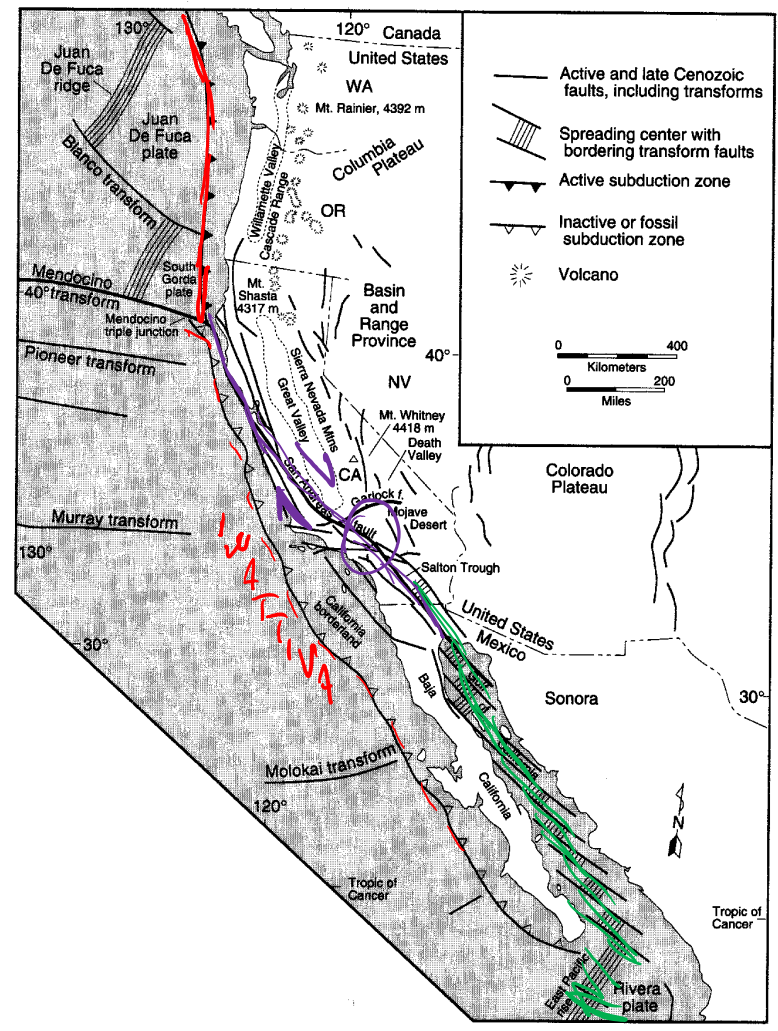 130°
120°
Canada
United States
Juan
De Fuca
ridge
WA
Mt. Rainier, 4392 m
Juan
De Fuca
plate
Blanco transform
Willamette Valley
Cascade Range
Columbia
Plateau
OR
South
Gorda
plate
Mendocino
40° transform
Mendocino
triple junction
Mt.
Shasta
4317 m
Basin
and
Range
Province
40°
Pioneer transform
Sierra Nevada Mtns
Great Valley
NV
Mt. Whitney
4418 m
Death
Valley
CA
San Andreas fault
Garlock f.
Mojave
Desert
Colorado
Plateau
Murray transform
130°
INATTIVA
Salton Trough
California
borderland
United States
Mexico
30°
Baja
California
Sonora
30°
Molokai transform
120°
N
Tropic of
Cancer
Tropic of
Cancer
East Pacific
rise
Rivera
plate
Active and late Cenozoic
faults, including transforms
Spreading center with
bordering transform faults
Active subduction zone
Inactive or fossil
subduction zone
Volcano
0 400
Kilometers
0 200
Miles